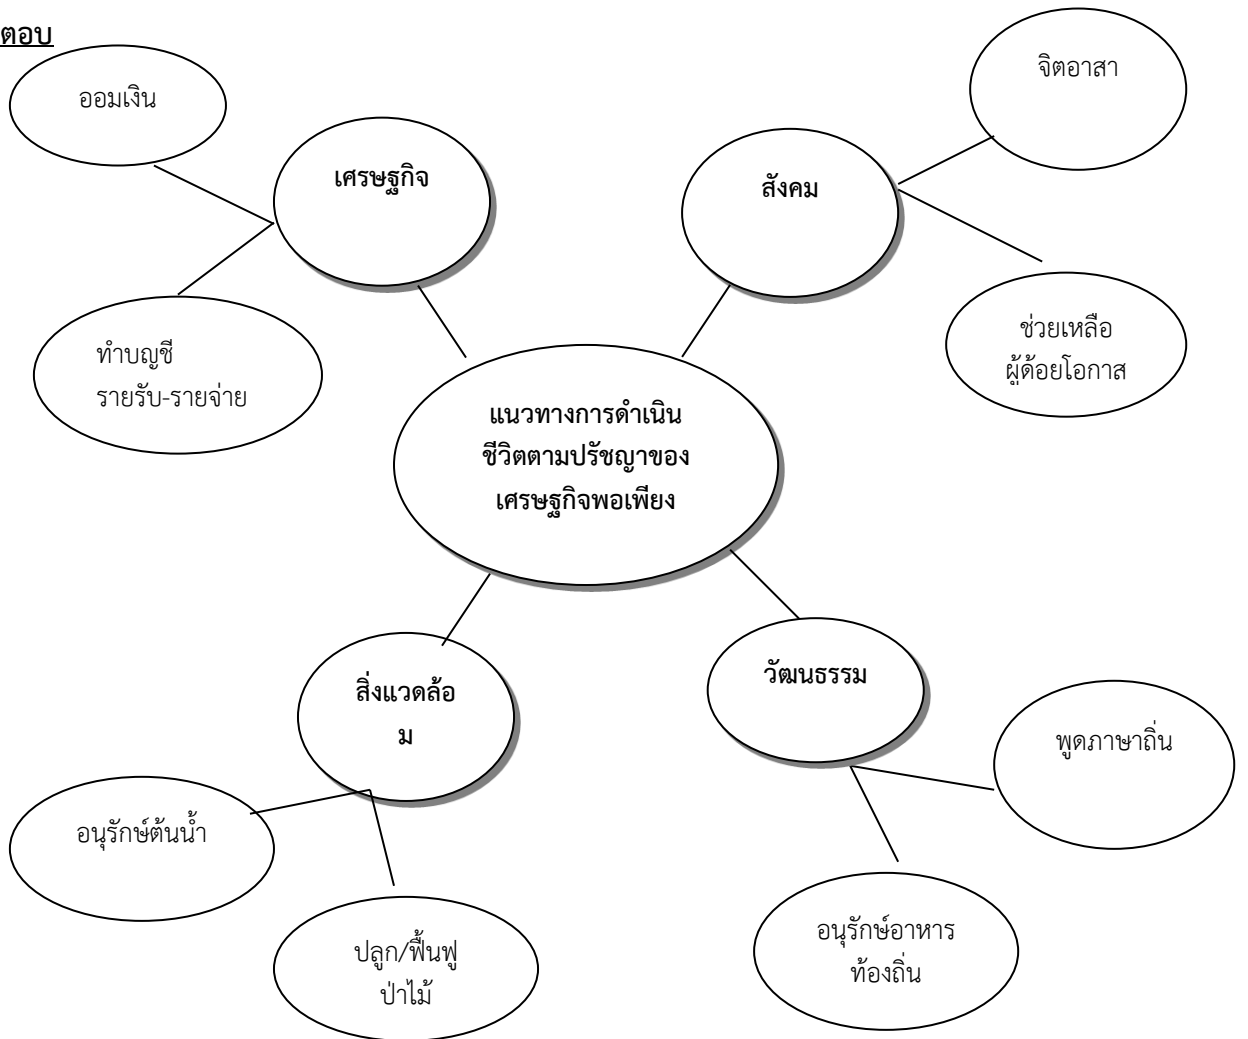 ตอบ
ออมเงิน
เศรษฐกิจ
ทำบญชี
รายรับ-รายจ่าย
สังคม
จิตอาสา
ช่วยเหลือ
ผู้ด้อยโอกาส
แนวทางการดำเนิน
ชีวิตตามปรัชญาของ
เศรษฐกิจพอเพียง
สิ่งแวดล้อ
ม
อนุรักษ์ต้นน้ำ
ปลูก/ฟื้นฟู
ป่าไม้
วัฒนธรรม
พูดภาษาถิ่น
อนุรักษ์อาหาร
ท้องถิ่น